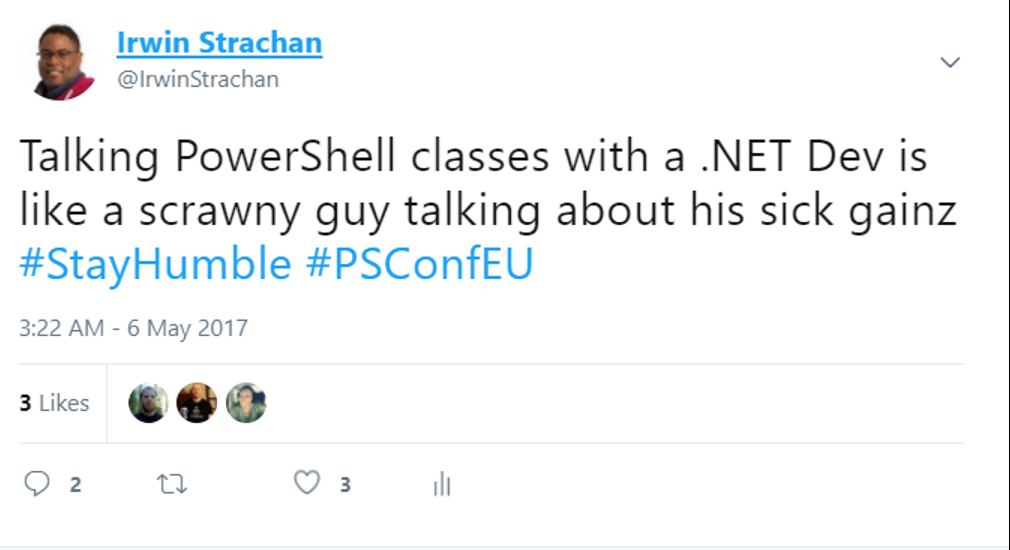 Irwin Strachan
@IrwinStrachan
Talking PowerShell classes with a .NET Dev is
like a scrawny guy talking about his sick gainz
#StayHumble #PSConfEU
3:22 AM - 6 May 2017
3 Likes
2 3